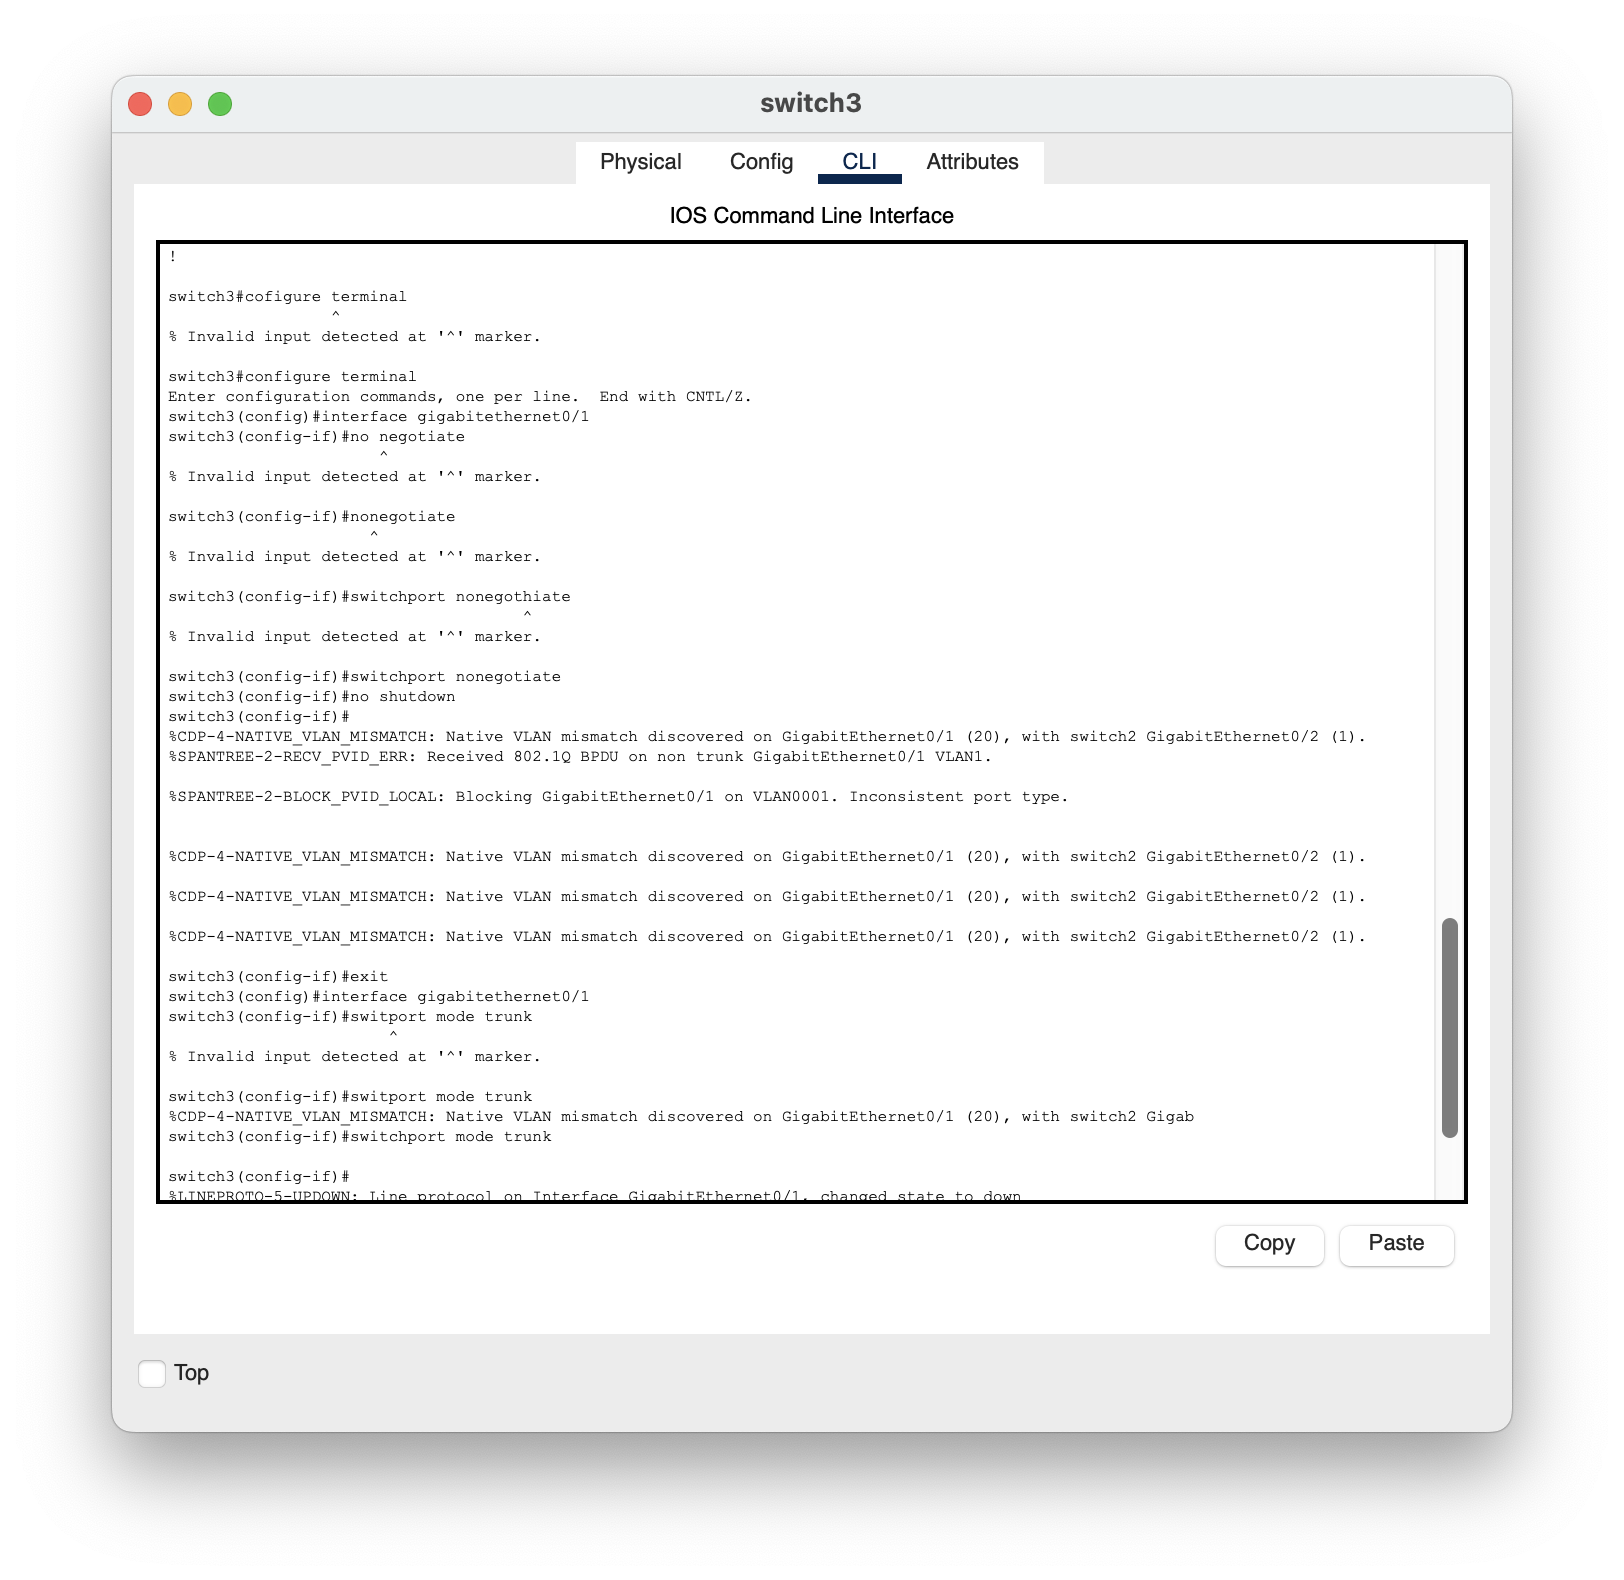 switch3
Physical Config CLI Attributes
IOS Command Line Interface
!
switch3#cofigure terminal
^
% Invalid input detected at '^' marker.
switch3#configure terminal
Enter configuration commands, one per line.  End with CNTL/Z.
switch3(config)#interface gigabitethernet0/1
switch3(config-if)#no negotiate
^
% Invalid input detected at '^' marker.
switch3(config-if)#nonegotiate
^
% Invalid input detected at '^' marker.
switch3(config-if)#switchport nonegothiate
^
% Invalid input detected at '^' marker.
switch3(config-if)#switchport nonegotiate
switch3(config-if)#no shutdown
switch3(config-if)#
%CDP-4-NATIVE_VLAN_MISMATCH: Native VLAN mismatch discovered on GigabitEthernet0/1 (20), with switch2 GigabitEthernet0/2 (1).
%SPANTREE-2-RECV_PVID_ERR: Received 802.1Q BPDU on non trunk GigabitEthernet0/1 VLAN1.
%SPANTREE-2-BLOCK_PVID_LOCAL: Blocking GigabitEthernet0/1 on VLAN0001. Inconsistent port type.
%CDP-4-NATIVE_VLAN_MISMATCH: Native VLAN mismatch discovered on GigabitEthernet0/1 (20), with switch2 GigabitEthernet0/2 (1).
%CDP-4-NATIVE_VLAN_MISMATCH: Native VLAN mismatch discovered on GigabitEthernet0/1 (20), with switch2 GigabitEthernet0/2 (1).
%CDP-4-NATIVE_VLAN_MISMATCH: Native VLAN mismatch discovered on GigabitEthernet0/1 (20), with switch2 GigabitEthernet0/2 (1).
switch3(config-if)#exit
switch3(config)#interface gigabitethernet0/1
switch3(config-if)#switport mode trunk
^
% Invalid input detected at '^' marker.
switch3(config-if)#switport mode trunk
%CDP-4-NATIVE_VLAN_MISMATCH: Native VLAN mismatch discovered on GigabitEthernet0/1 (20), with switch2 Gigab
switch3(config-if)#switchport mode trunk
switch3(config-if)#
%LINEPROTO-5-UPDOWN: Line protocol on Interface GigabitEthernet0/1, changed state to down
Copy Paste
Top